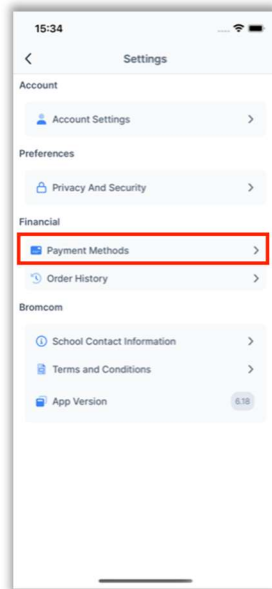 15:34
Settings
Account
Account Settings
Preferences
Privacy And Security
Financial
Payment Methods
Order History
Bromcom
School Contact Information
Terms and Conditions
App Version 6.18